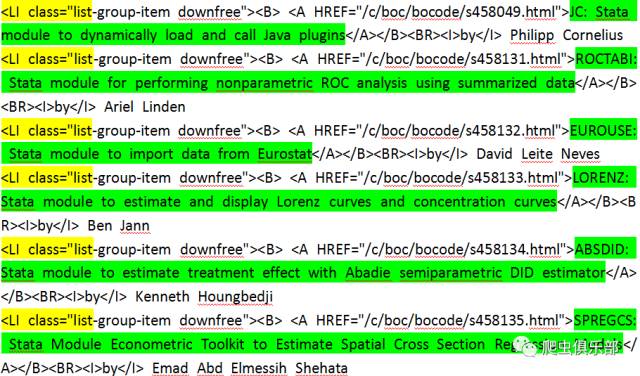 <LI class="list-group-item downfree"><B> <A HREF="/c/boc/bocode/s458049.html">JC: Stata
module to dynamically load and call Java plugins</A></B><BR><I>by</I> Philipp Cornelius
<LI class="list-group-item downfree"><B> <A HREF="/c/boc/bocode/s458131.html">ROCTABI:
Stata module for performing nonparametric ROC analysis using summarized data</A></B>
<BR><I>by</I> Ariel Linden
<LI class="list-group-item downfree"><B> <A HREF="/c/boc/bocode/s458132.html">EUROUSE:
Stata module to import data from Eurostat</A></B><BR><I>by</I> David Leite Neves
<LI class="list-group-item downfree"><B> <A HREF="/c/boc/bocode/s458133.html">LORENZ:
Stata module to estimate and display Lorenz curves and concentration curves</A></B><B
R><I>by</I> Ben Jann
<LI class="list-group-item downfree"><B> <A HREF="/c/boc/bocode/s458134.html">ABSDID:
Stata module to estimate treatment effect with Abadie semiparametric DID estimator</A><
/B><BR><I>by</I> Kenneth Houngbedji
<LI class="list-group-item downfree"><B> <A HREF="/c/boc/bocode/s458135.html">SPREGCS:
Stata Module Econometric Toolkit to Estimate Spatial Cross Section</
A></B><BR><I>by</I> Emad Abd Elmessih Shehata
爬虫俱乐部